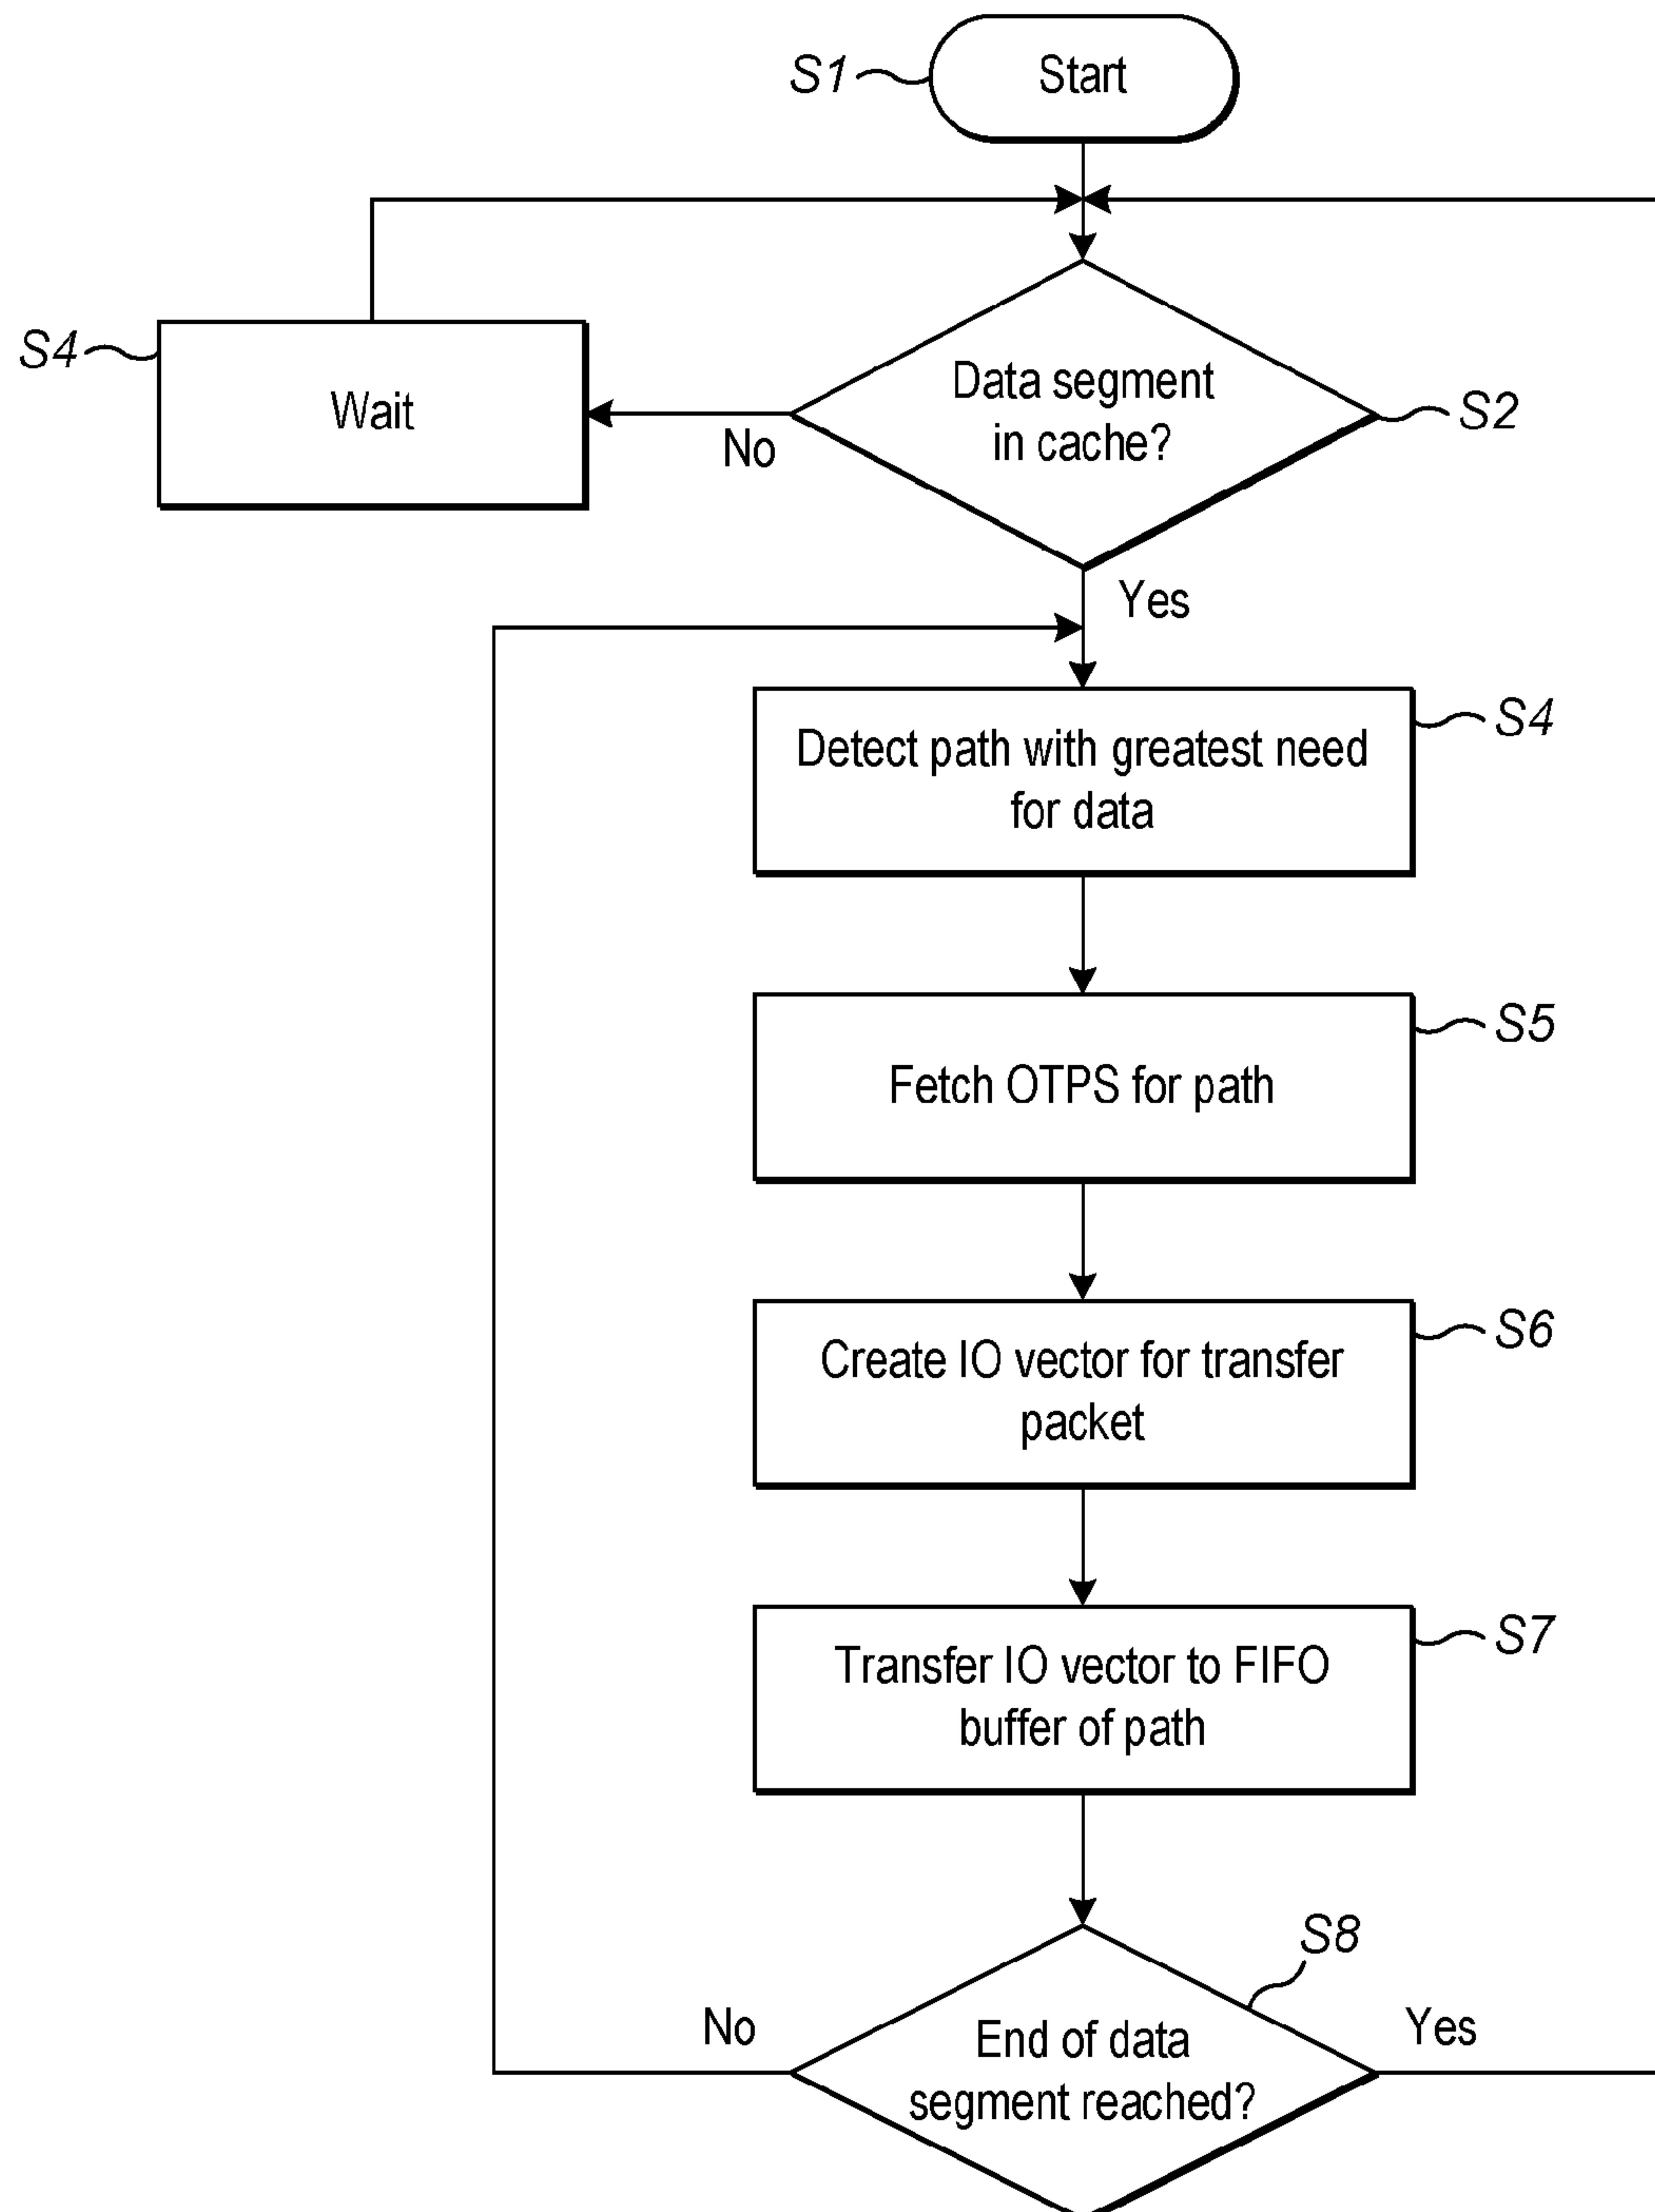 S1
Start
S4
Wait
No
Data segment
in cache?
S2
Yes
Detect path with greatest need
for data
S4
Fetch OTPS for path
S5
Create IO vector for transfer
packet
S6
Transfer IO vector to FIFO
buffer of path
S7
S8
No
End of data
segment reached?
Yes